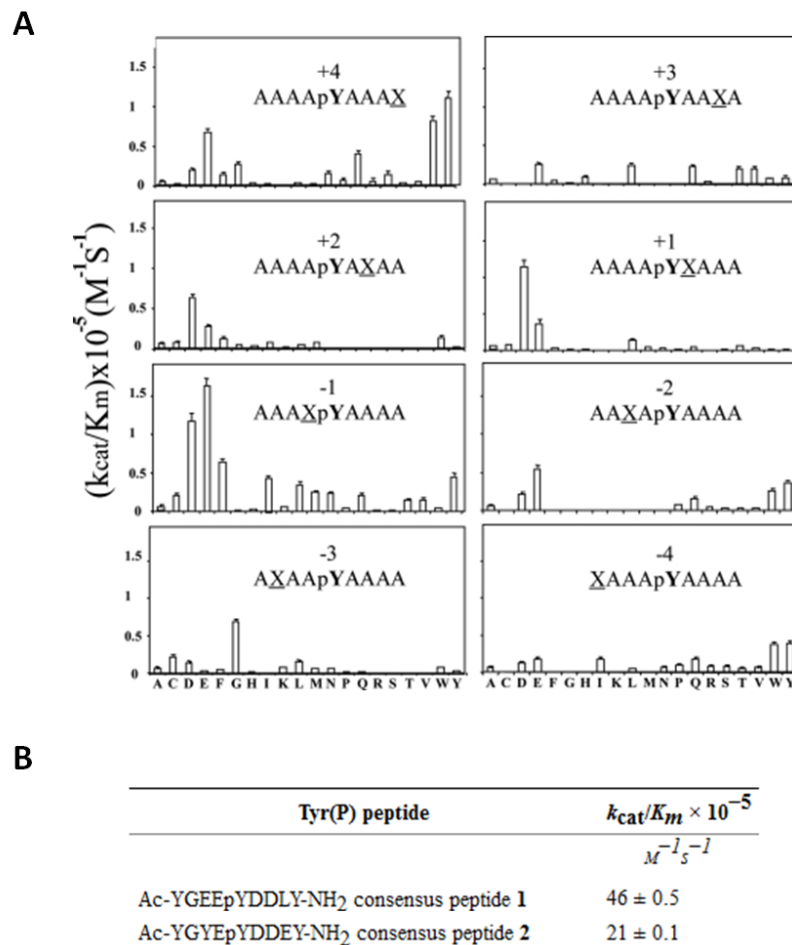 A
(kcat/Km)x10⁻⁵(M⁻¹S⁻¹)
1.5
1
0.5
0
+4
AAAApYAAAX
+3
AAAApYAAXA
1.5
1
0.5
0
+2
AAAApYAXAA
+1
AAAApYXAAA
1.5
1
0.5
0
-1
AAAXpYAAAA
-2
AAXApYAAAA
1.5
1
0.5
0
-3
AXAApYAAAA
-4
XAAApYAAAA
A C D E F G H I K L M N P Q R S T V W Y
A C D E F G H I K L M N P Q R S T V W Y
B
Tyr(P) peptide kcat/Km × 10⁻⁵
M⁻¹s⁻¹
Ac-YGEEpYDDLY-NH₂ consensus peptide 1 46 ± 0.5
Ac-YGYEpYDDEY-NH₂ consensus peptide 2 21 ± 0.1